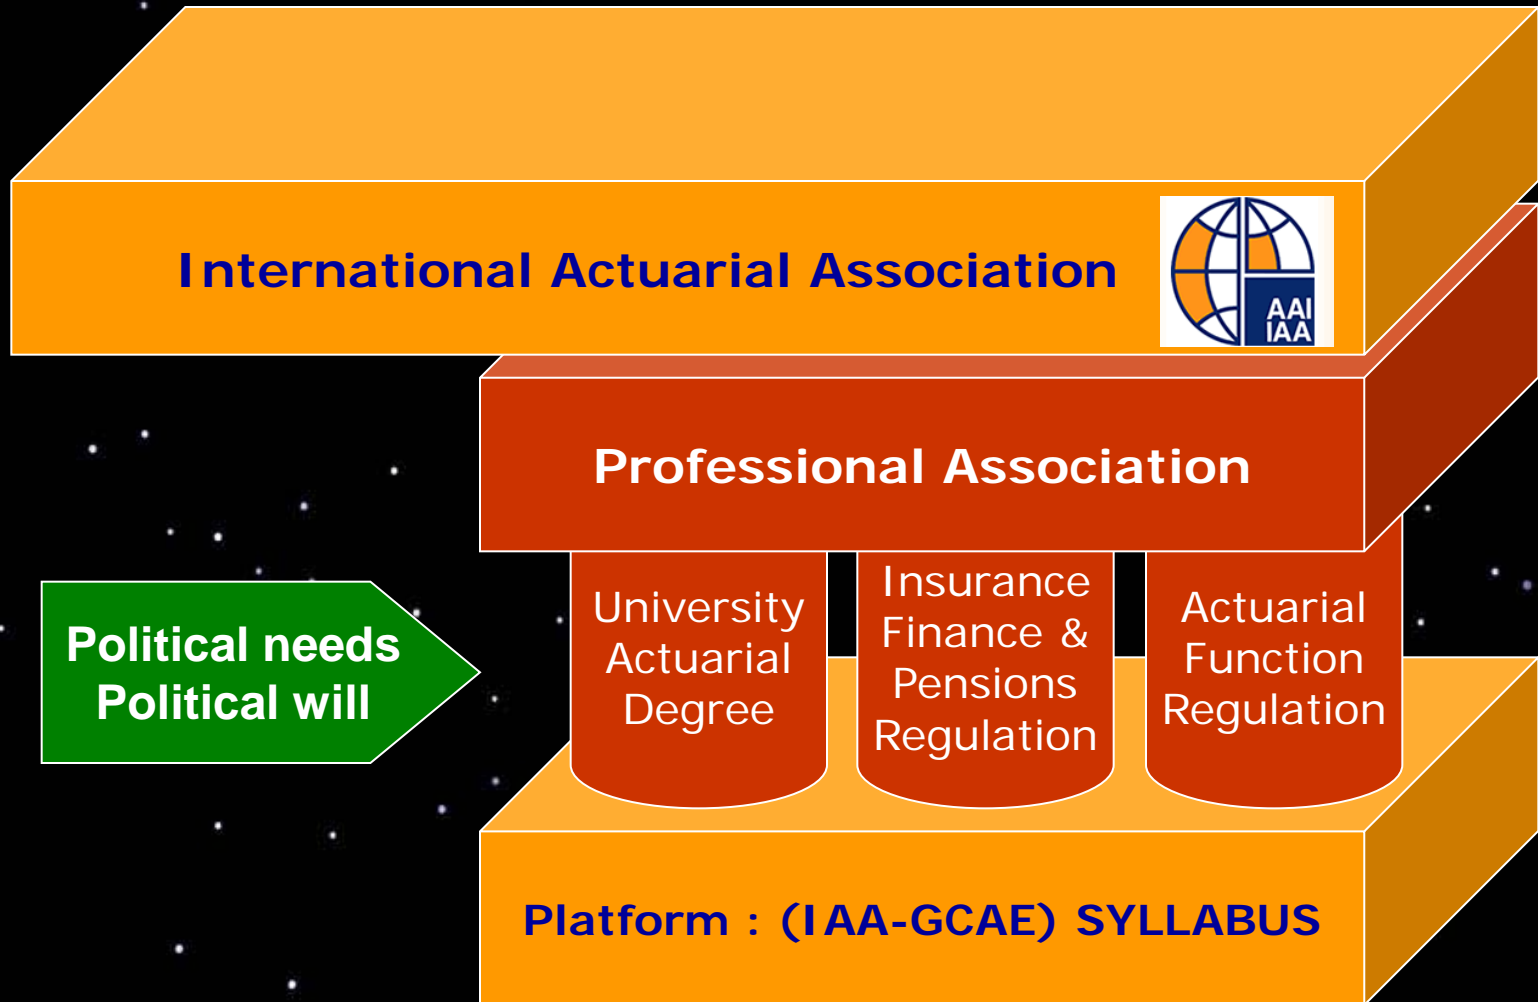 International Actuarial Association
AAI
IAA
Professional Association
Political needs
Political will
University
Actuarial
Degree
Insurance
Finance &
Pensions
Regulation
Actuarial
Function
Regulation
Platform : (IAA-GCAE) SYLLABUS